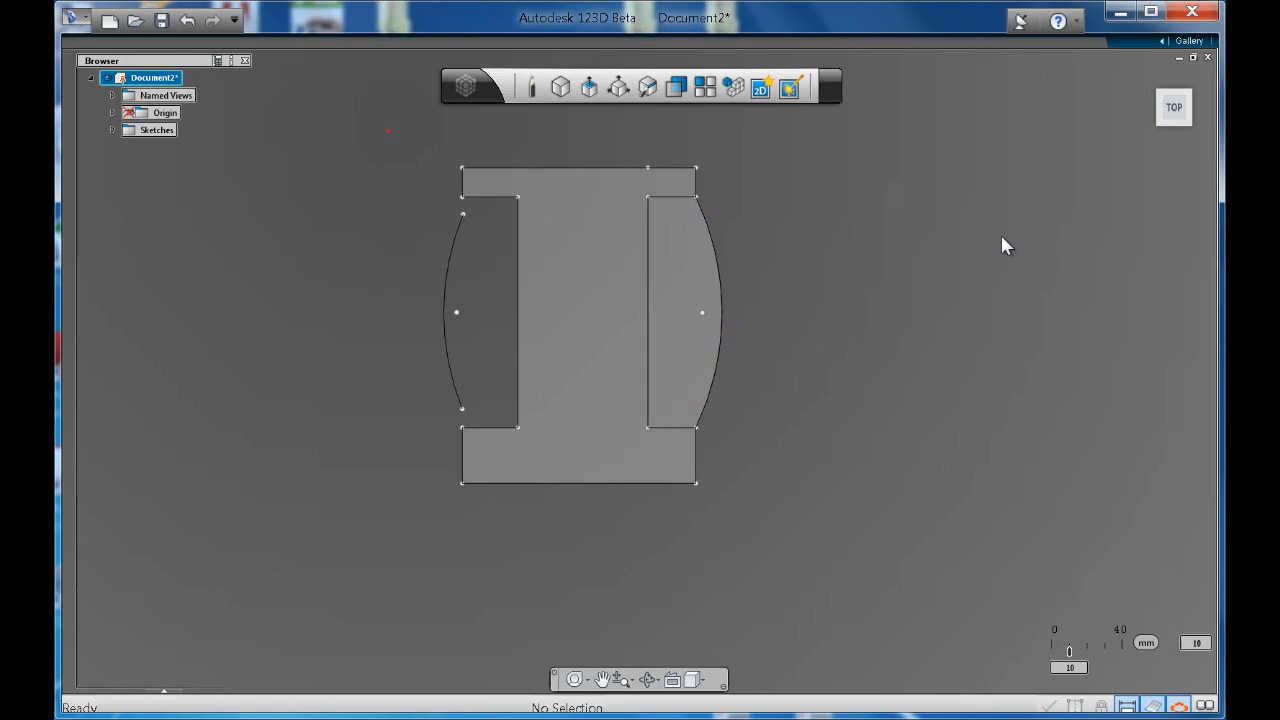 Autodesk 123D Beta Document2*
Gallery
Browser
Document2*
Named Views
Origin
Sketches
2D
TOP
0 40
mm 10
10
Ready No Selection